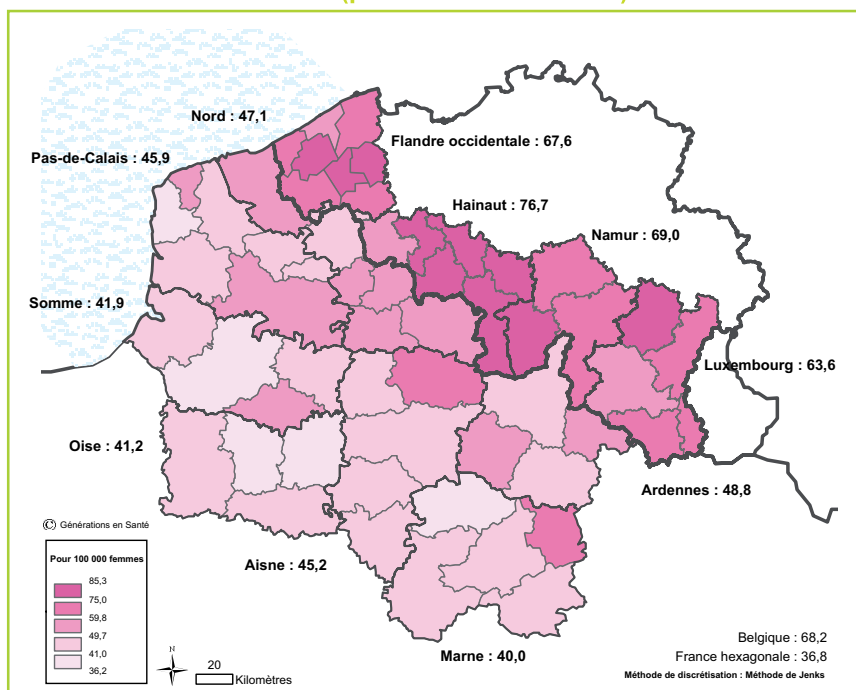 Nord : 47,1
Flandre occidentale : 67,6
Pas-de-Calais : 45,9
Hainaut : 76,7
Namur : 69,0
Somme : 41,9
Luxembourg : 63,6
Oise : 41,2
Ardennes : 48,8
© Générations en Santé
Pour 100 000 femmes
85,3
75,0
59,8
49,7
41,0
36,2
Aisne : 45,2
Marne : 40,0
N
20
Kilomètres
Belgique : 68,2
France hexagonale : 36,8
Méthode de discrétisation : Méthode de Jenks